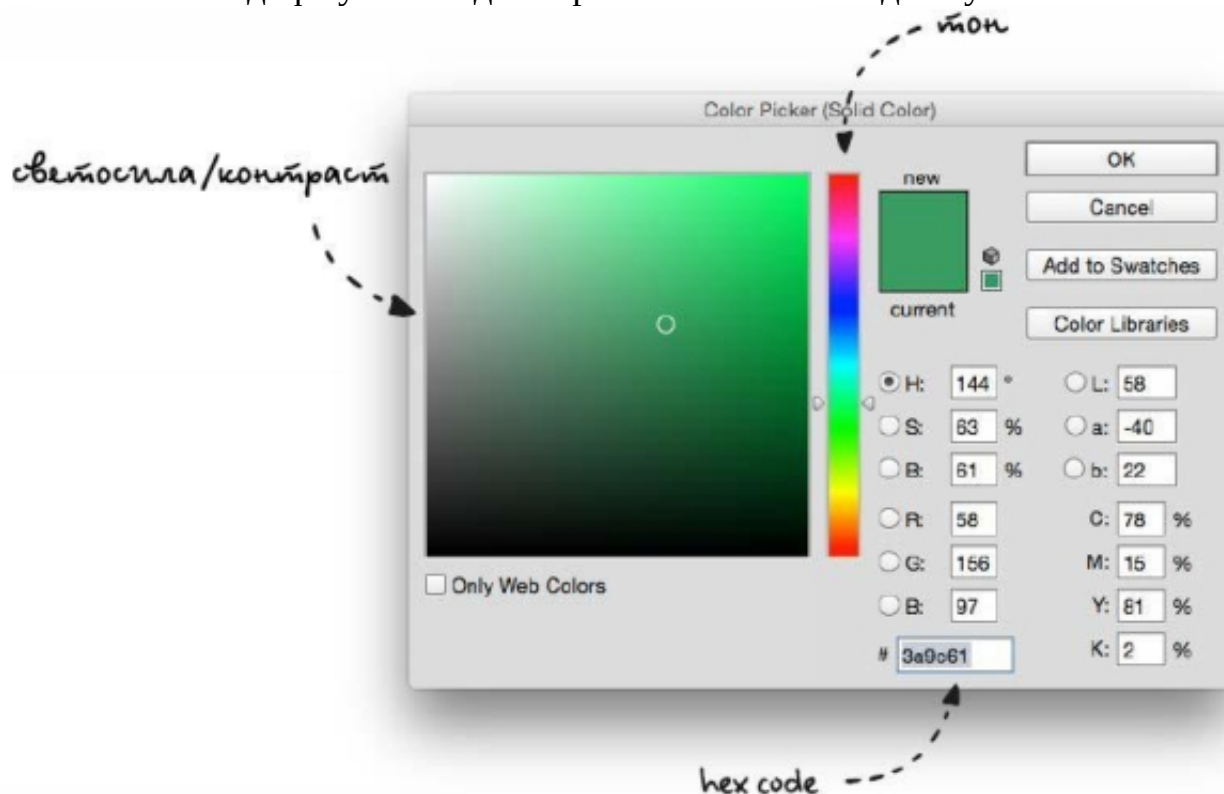 тон
Color Picker (Solid Color)
светосила/контраст
new
current
OK
Cancel
Add to Swatches
Color Libraries
H: 144 °
L: 58
S: 63 %
a: -40
B: 61 %
b: 22
R: 58
C: 78 %
G: 156
M: 15 %
B: 97
Y: 81 %
# 3a9c61
K: 2 %
Only Web Colors
hex code